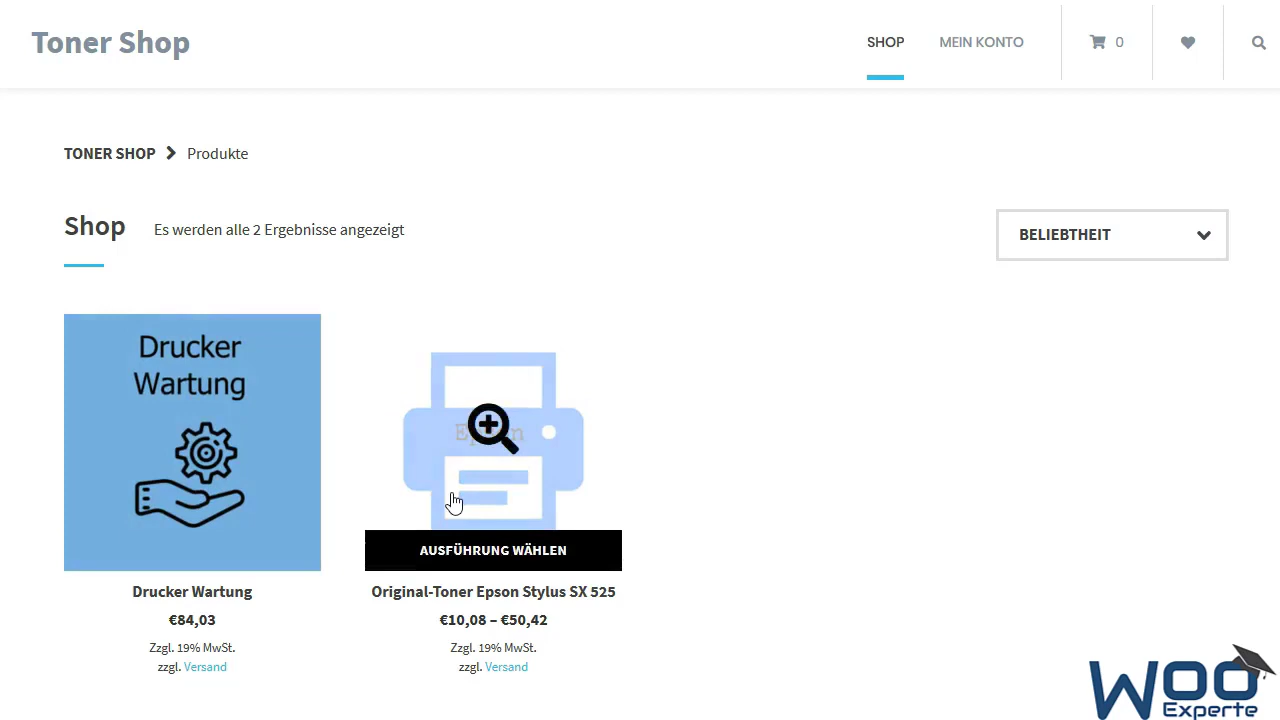 Toner Shop
SHOP
MEIN KONTO
0
TONER SHOP
Produkte
Shop
Es werden alle 2 Ergebnisse angezeigt
BELIEBTHEIT
Drucker
Wartung
AUSFÜHRUNG WÄHLEN
Drucker Wartung
€84,03
Zzgl. 19% MwSt.
zzgl. Versand
Original-Toner Epson Stylus SX 525
€10,08 – €50,42
Zzgl. 19% MwSt.
zzgl. Versand
WOO
Experte